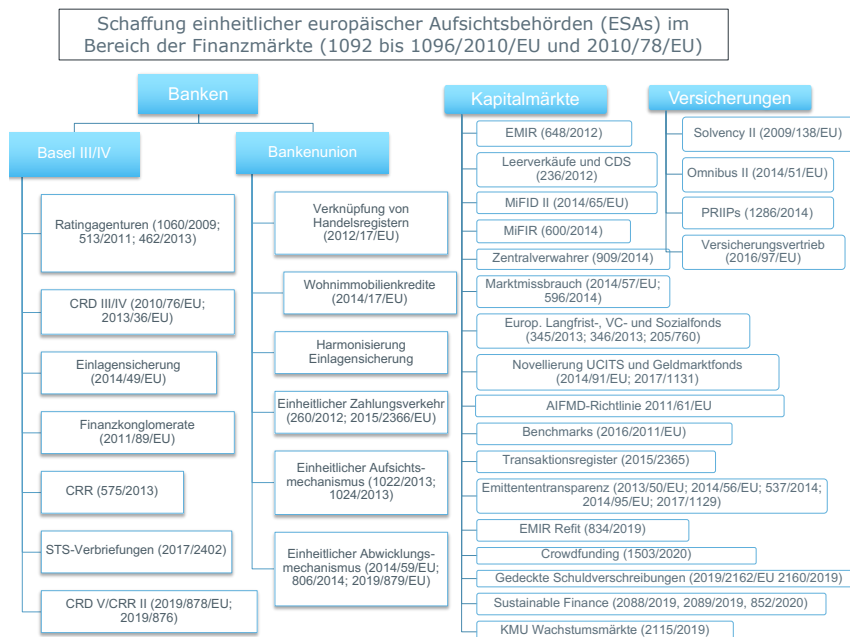 Schaffung einheitlicher europäischer Aufsichtsbehörden (ESAs) im
Bereich der Finanzmärkte (1092 bis 1096/2010/EU und 2010/78/EU)
Banken
Basel III/IV
Ratingagenturen (1060/2009;
513/2011; 462/2013)
CRD III/IV (2010/76/EU;
2013/36/EU)
Einlagensicherung
(2014/49/EU)
Finanzkonglomerate
(2011/89/EU)
CRR (575/2013)
STS-Verbriefungen (2017/2402)
CRD V/CRR II (2019/878/EU;
2019/876)
Bankenunion
Verknüpfung von
Handelsregistern
(2012/17/EU)
Wohnimmobilienkredite
(2014/17/EU)
Harmonisierung
Einlagensicherung
Einheitlicher Zahlungsverkehr
(260/2012; 2015/2366/EU)
Einheitlicher Aufsichts-
mechanismus (1022/2013;
1024/2013)
Einheitlicher Abwicklungs-
mechanismus (2014/59/EU;
806/2014; 2019/879/EU)
Kapitalmärkte
EMIR (648/2012)
Leerverkäufe und CDS
(236/2012)
MiFID II (2014/65/EU)
MiFIR (600/2014)
Zentralverwahrer (909/2014)
Marktmissbrauch (2014/57/EU;
596/2014)
Europ. Langfrist-, VC- und Sozialfonds
(345/2013; 346/2013; 205/760)
Novellierung UCITS und Geldmarktfonds
(2014/91/EU; 2017/1131)
AIFMD-Richtlinie 2011/61/EU
Benchmarks (2016/2011/EU)
Transaktionsregister (2015/2365)
Emittententransparenz (2013/50/EU; 2014/56/EU; 537/2014;
2014/95/EU; 2017/1129)
EMIR Refit (834/2019)
Crowdfunding (1503/2020)
Gedeckte Schuldverschreibungen (2019/2162/EU 2160/2019)
Sustainable Finance (2088/2019, 2089/2019, 852/2020)
KMU Wachstumsmärkte (2115/2019)
Versicherungen
Solvency II (2009/138/EU)
Omnibus II (2014/51/EU)
PRIIPs (1286/2014)
Versicherungsvertrieb
(2016/97/EU)